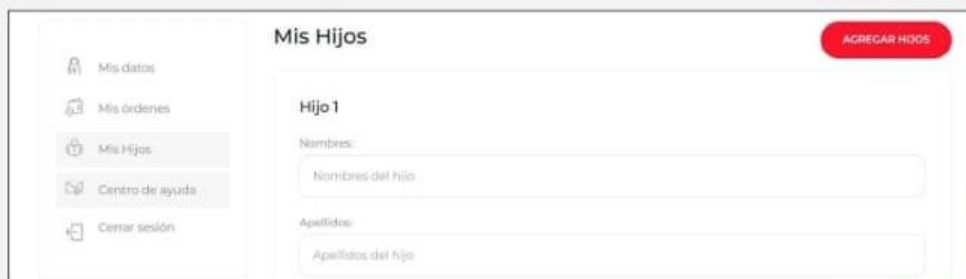 Mis Hijos
AGREGAR HIJOS
Mis datos
Mis órdenes
Mis Hijos
Centro de ayuda
Cerrar sesión
Hijo 1
Nombres:
Nombres del hijo
Apellidos:
Apellidos del hijo